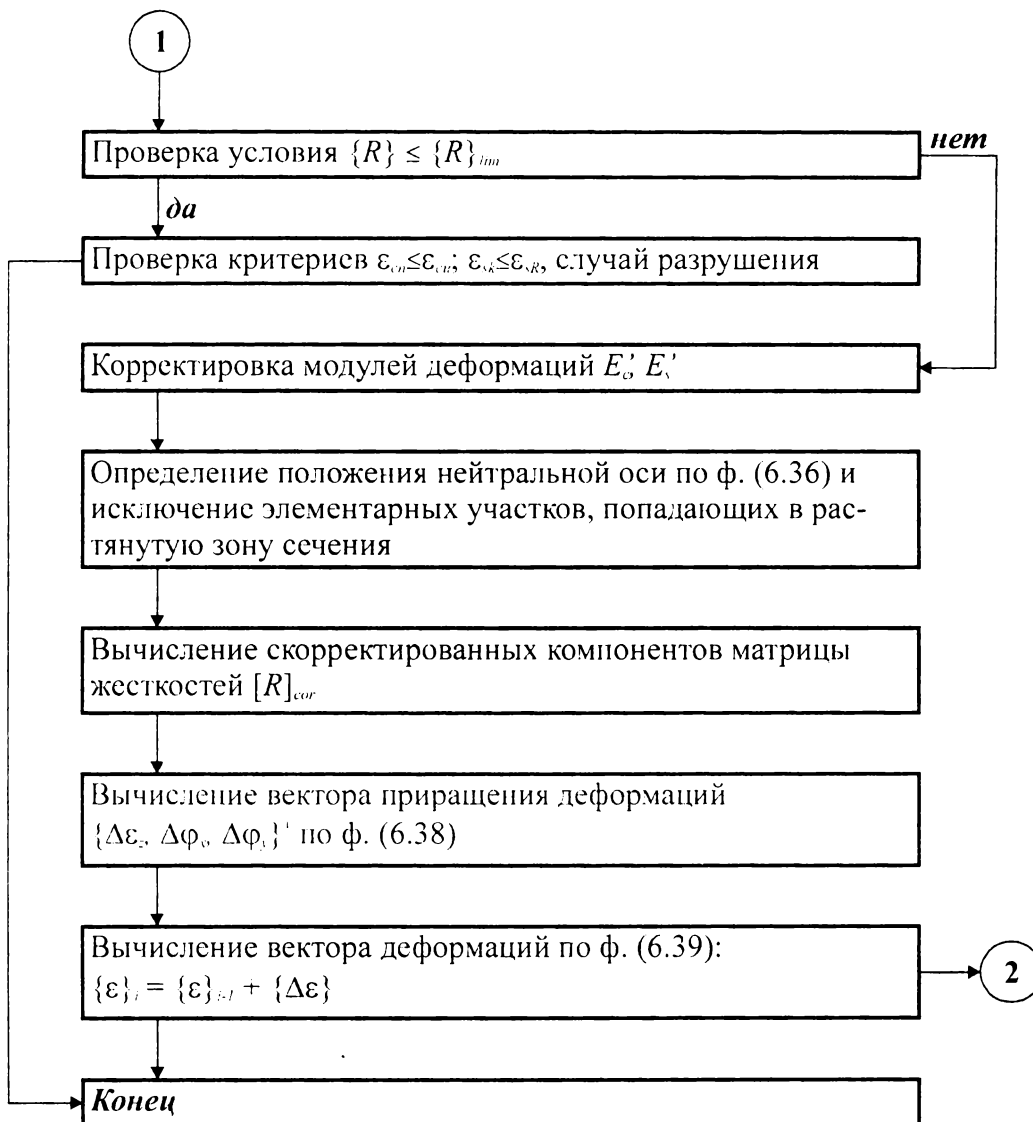 1
Проверка условия {R} ≤ {R}lim
нет
да
Проверка критериев εcn≤εcu; εsk≤εsR, случай разрушения
Корректировка модулей деформаций E'c, E's
Определение положения нейтральной оси по ф. (6.36) и
исключение элементарных участков, попадающих в рас-
тянутую зону сечения
Вычисление скорректированных компонентов матрицы
жесткостей [R]cor
Вычисление вектора приращения деформаций
{Δεz, Δφx, Δφy}т по ф. (6.38)
Вычисление вектора деформаций по ф. (6.39):
{ε}i = {ε}i-1 + {Δε}
2
Конец